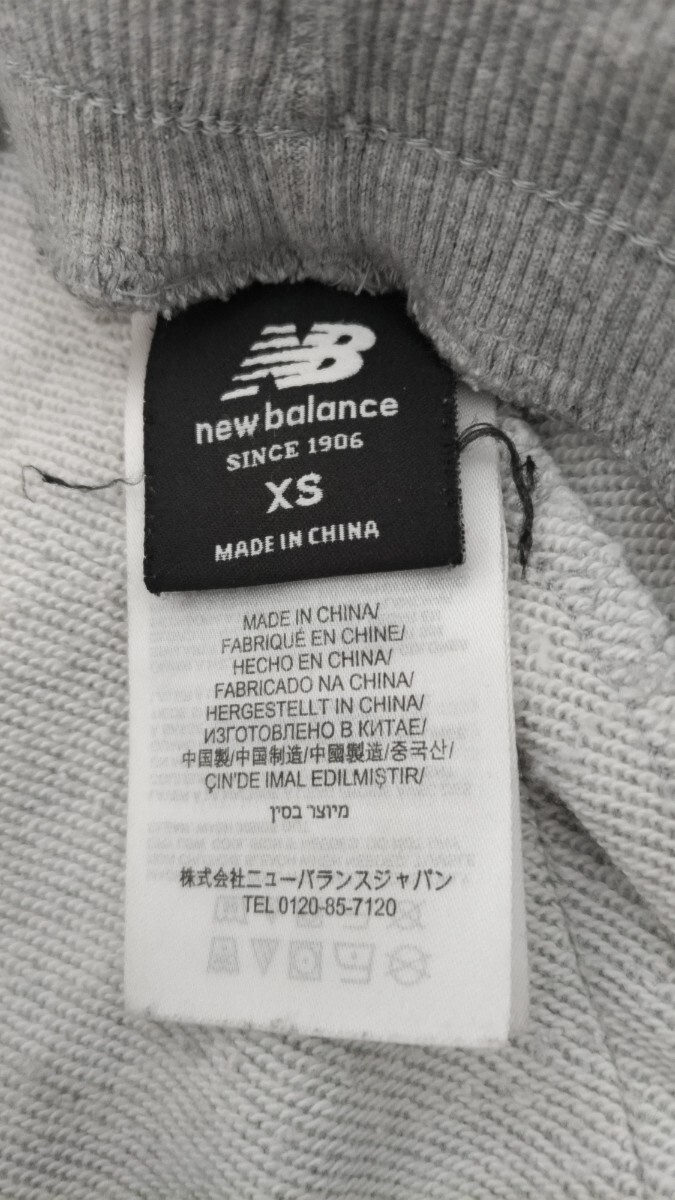 NB
new balance
SINCE 1906
XS
MADE IN CHINA
MADE IN CHINA/
FABRIQUÉ EN CHINE/
HECHO EN CHINA/
FABRICADO NA CHINA/
HERGESTELLT IN CHINA/
ИЗГОТОВЛЕНО В КИТАЕ/
中国製/中国制造/中國製造/중국산/
ÇIN'DE IMAL EDILMIŞTIR/
מיוצר בסין
株式会社ニューバランスジャパン
TEL 0120-85-7120